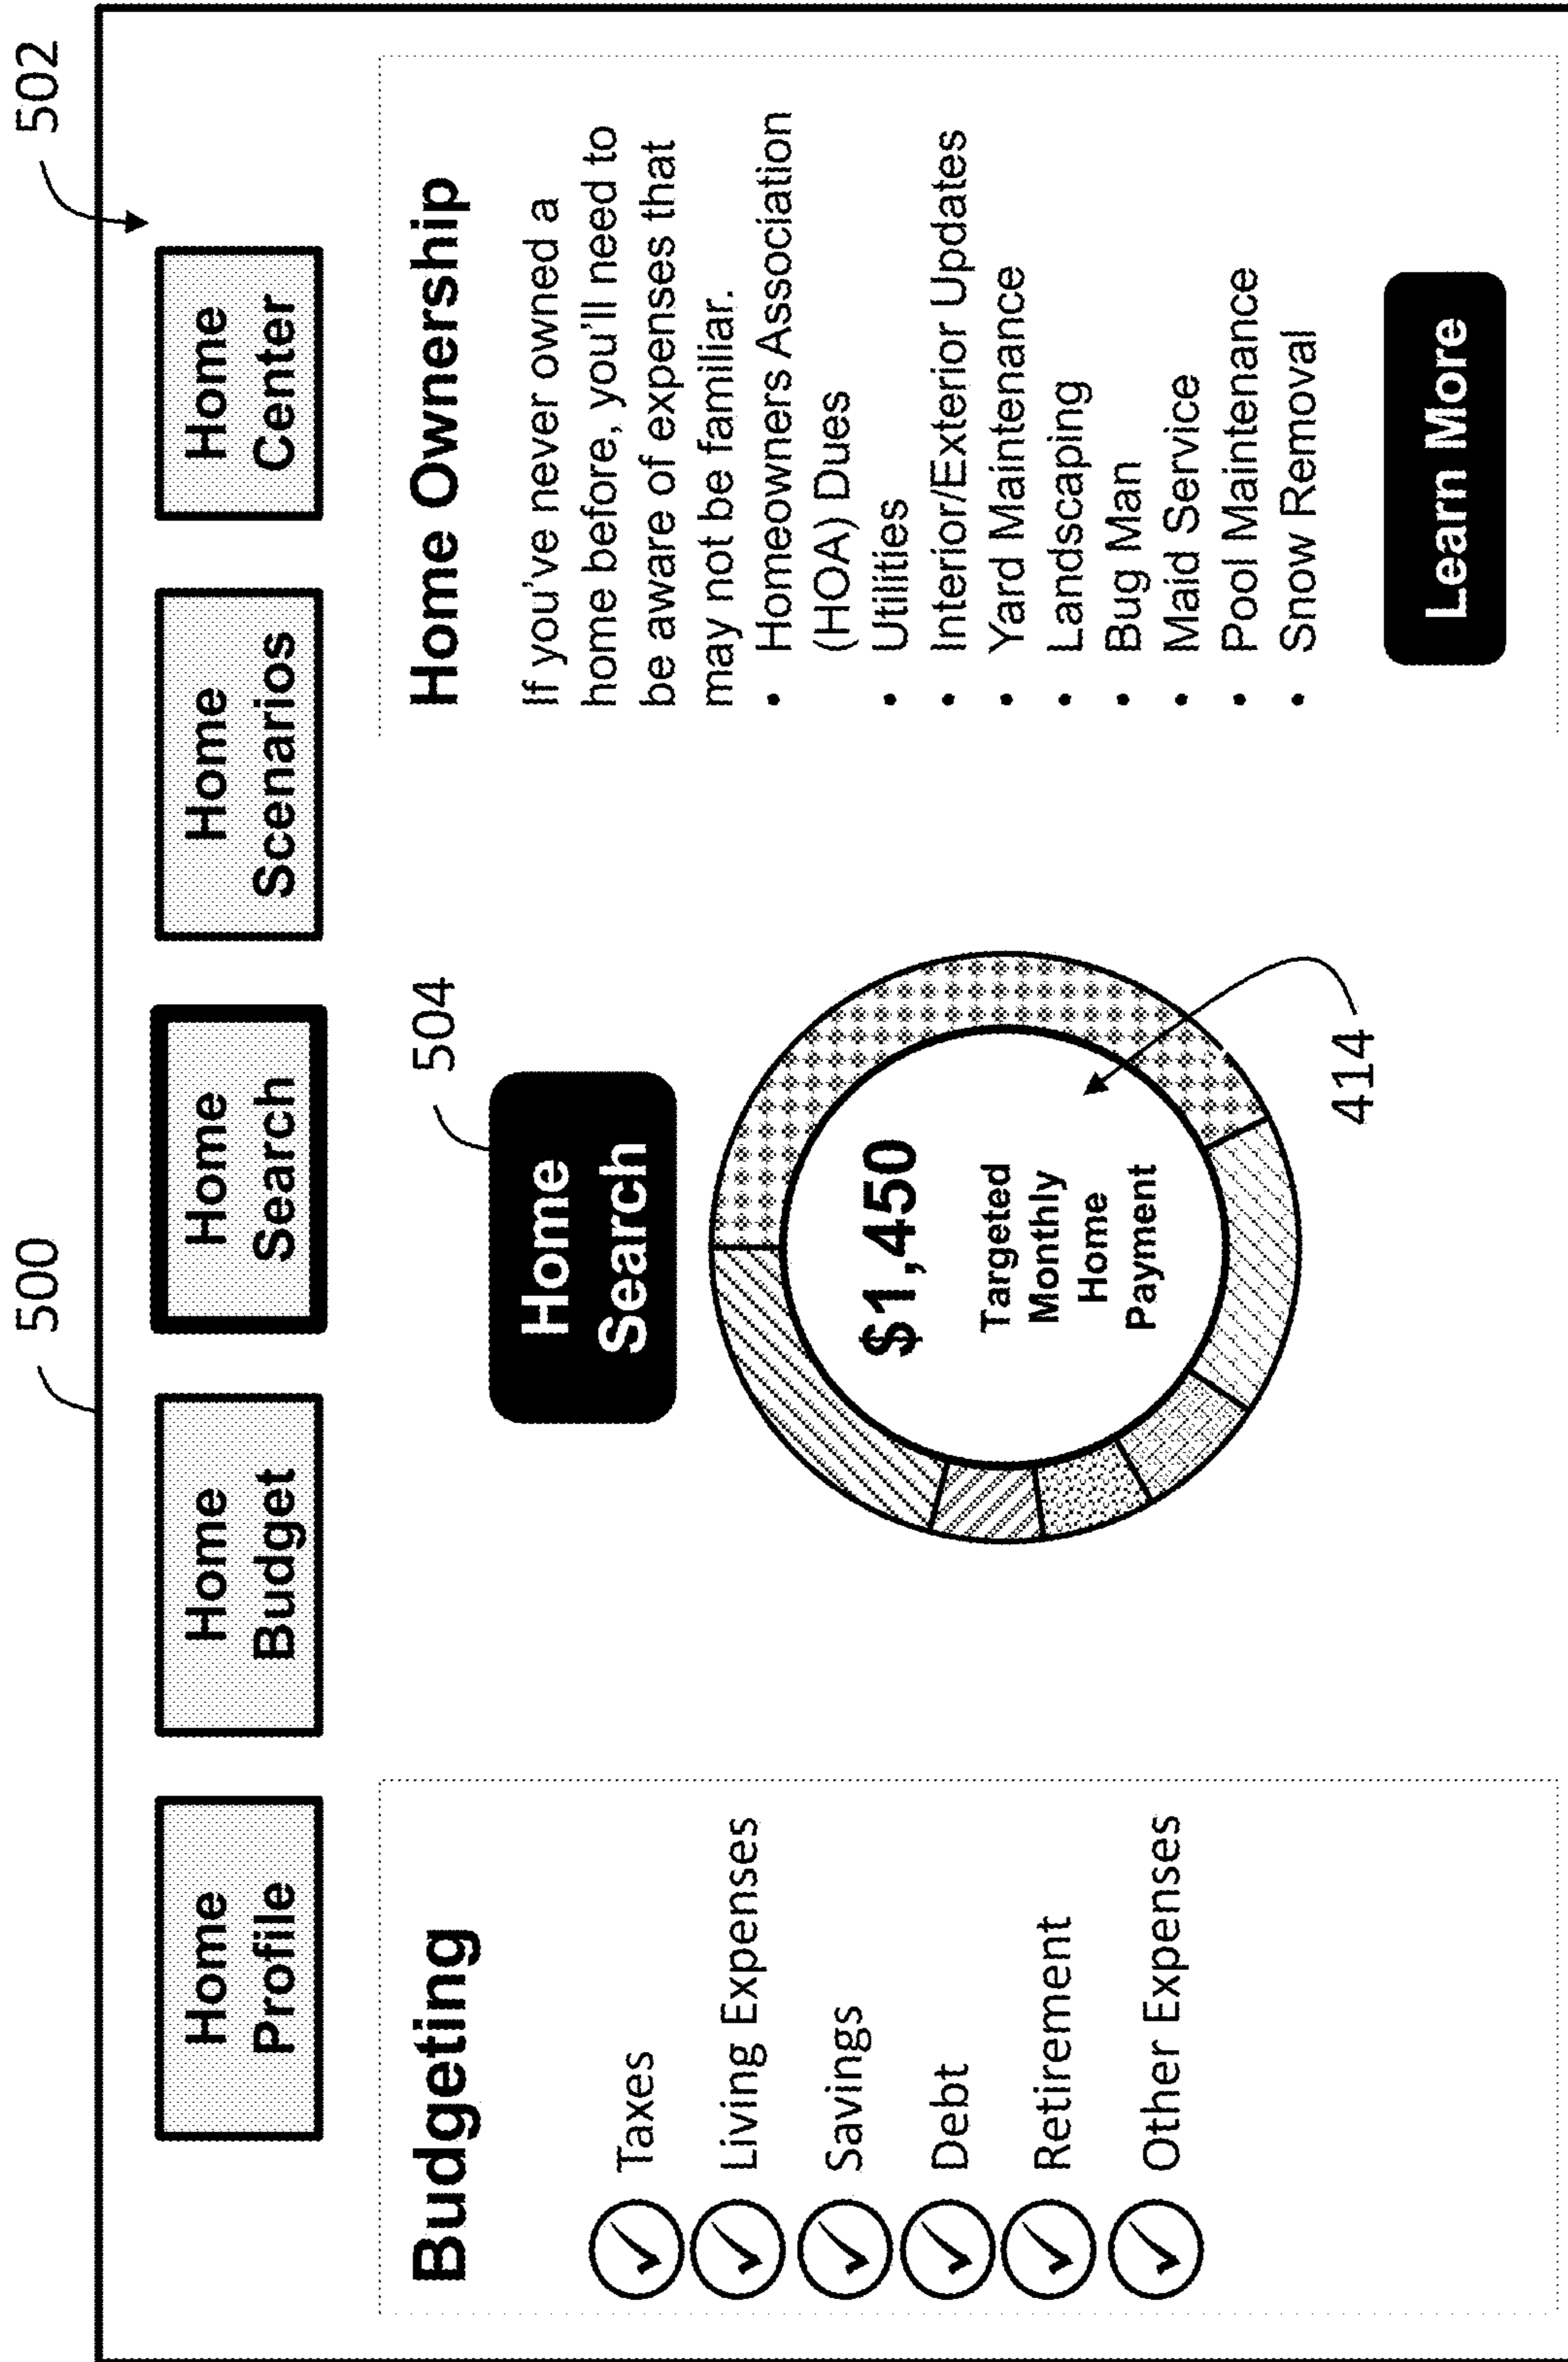 500
502
Home
Profile
Home
Budget
Home
Search
Home
Scenarios
Home
Center
Budgeting
Taxes
Living Expenses
Savings
Debt
Retirement
Other Expenses
504
Home
Search
$1,450
Targeted
Monthly
Home
Payment
414
Home Ownership
If you've never owned a
home before, you'll need to
be aware of expenses that
may not be familiar.
• Homeowners Association
(HOA) Dues
• Utilities
• Interior/Exterior Updates
• Yard Maintenance
• Landscaping
• Bug Man
• Maid Service
• Pool Maintenance
• Snow Removal
Learn More